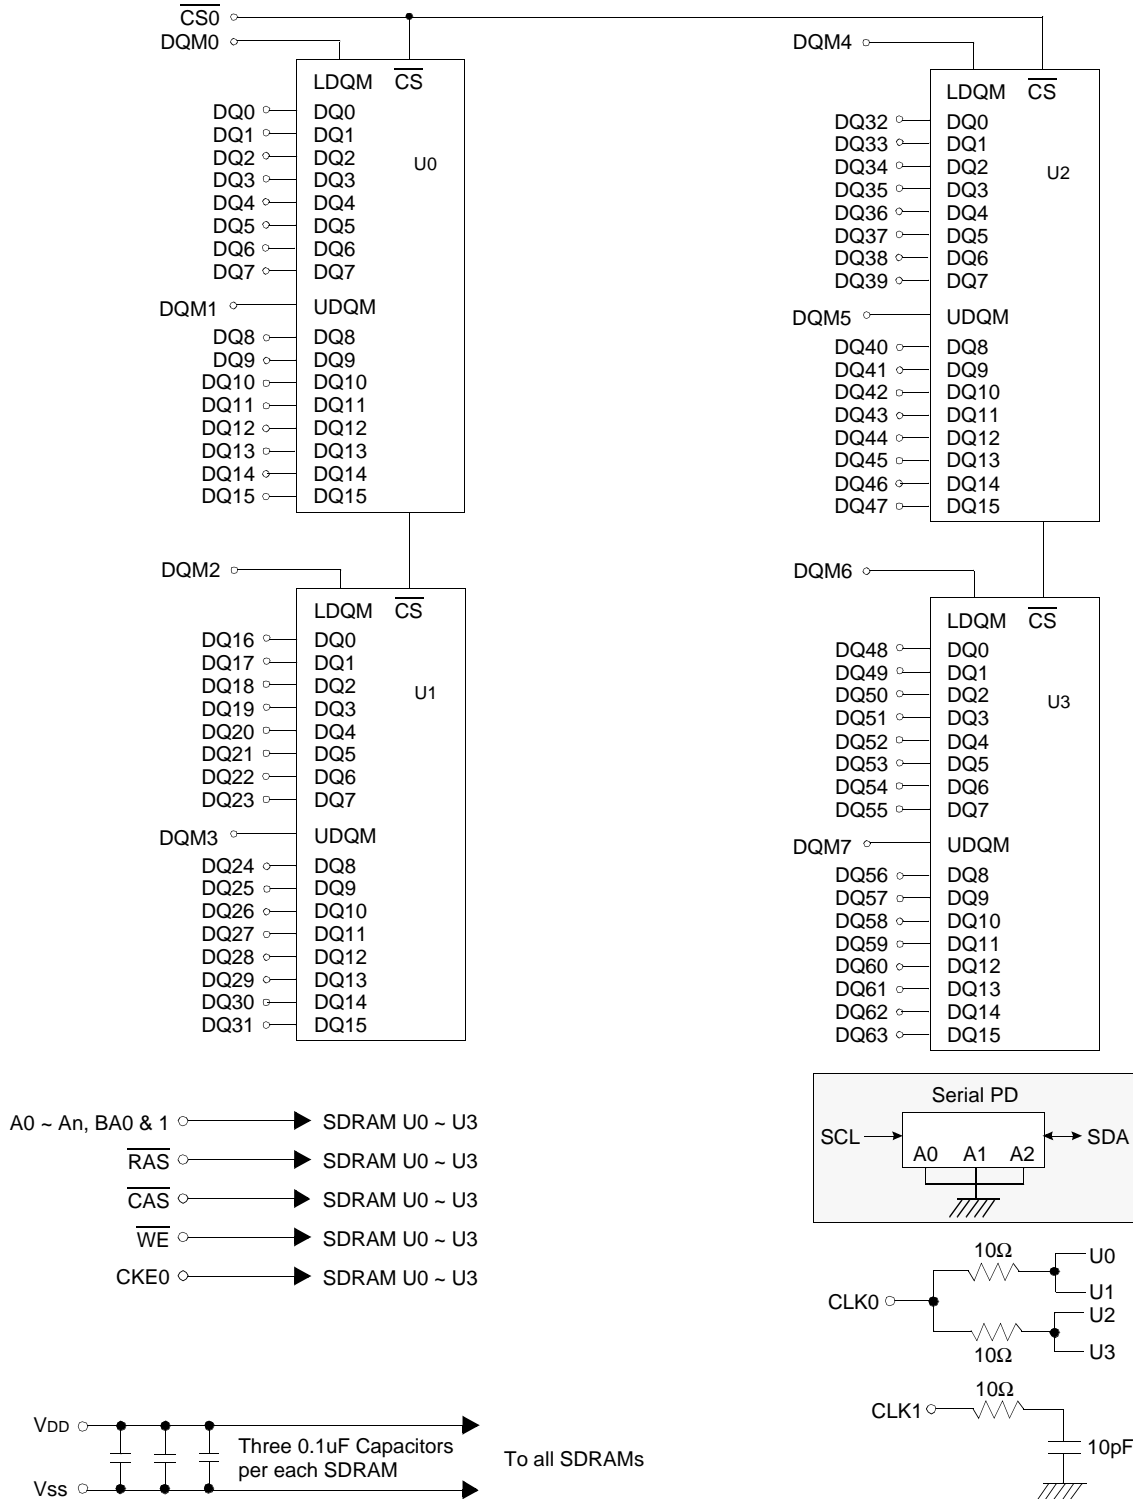 CS0
DQM0
LDQM CS
DQ0 DQ0
DQ1 DQ1
DQ2 DQ2
U0
DQ3 DQ3
DQ4 DQ4
DQ5 DQ5
DQ6 DQ6
DQ7 DQ7
DQM1 UDQM
DQ8 DQ8
DQ9 DQ9
DQ10 DQ10
DQ11 DQ11
DQ12 DQ12
DQ13 DQ13
DQ14 DQ14
DQ15 DQ15
DQM2
LDQM CS
DQ16 DQ0
DQ17 DQ1
DQ18 DQ2
U1
DQ19 DQ3
DQ20 DQ4
DQ21 DQ5
DQ22 DQ6
DQ23 DQ7
DQM3 UDQM
DQ24 DQ8
DQ25 DQ9
DQ26 DQ10
DQ27 DQ11
DQ28 DQ12
DQ29 DQ13
DQ30 DQ14
DQ31 DQ15
DQM4
LDQM CS
DQ32 DQ0
DQ33 DQ1
DQ34 DQ2
U2
DQ35 DQ3
DQ36 DQ4
DQ37 DQ5
DQ38 DQ6
DQ39 DQ7
DQM5 UDQM
DQ40 DQ8
DQ41 DQ9
DQ42 DQ10
DQ43 DQ11
DQ44 DQ12
DQ45 DQ13
DQ46 DQ14
DQ47 DQ15
DQM6
LDQM CS
DQ48 DQ0
DQ49 DQ1
DQ50 DQ2
U3
DQ51 DQ3
DQ52 DQ4
DQ53 DQ5
DQ54 DQ6
DQ55 DQ7
DQM7 UDQM
DQ56 DQ8
DQ57 DQ9
DQ58 DQ10
DQ59 DQ11
DQ60 DQ12
DQ61 DQ13
DQ62 DQ14
DQ63 DQ15
A0 ~ An, BA0 & 1 SDRAM U0 ~ U3
RAS SDRAM U0 ~ U3
CAS SDRAM U0 ~ U3
WE SDRAM U0 ~ U3
CKE0 SDRAM U0 ~ U3
Serial PD
SCL SDA
A0 A1 A2
10Ω
U0
U1
CLK0
U2
U3
10Ω
10Ω
CLK1
10pF
VDD
Three 0.1uF Capacitors
per each SDRAM
To all SDRAMs
Vss